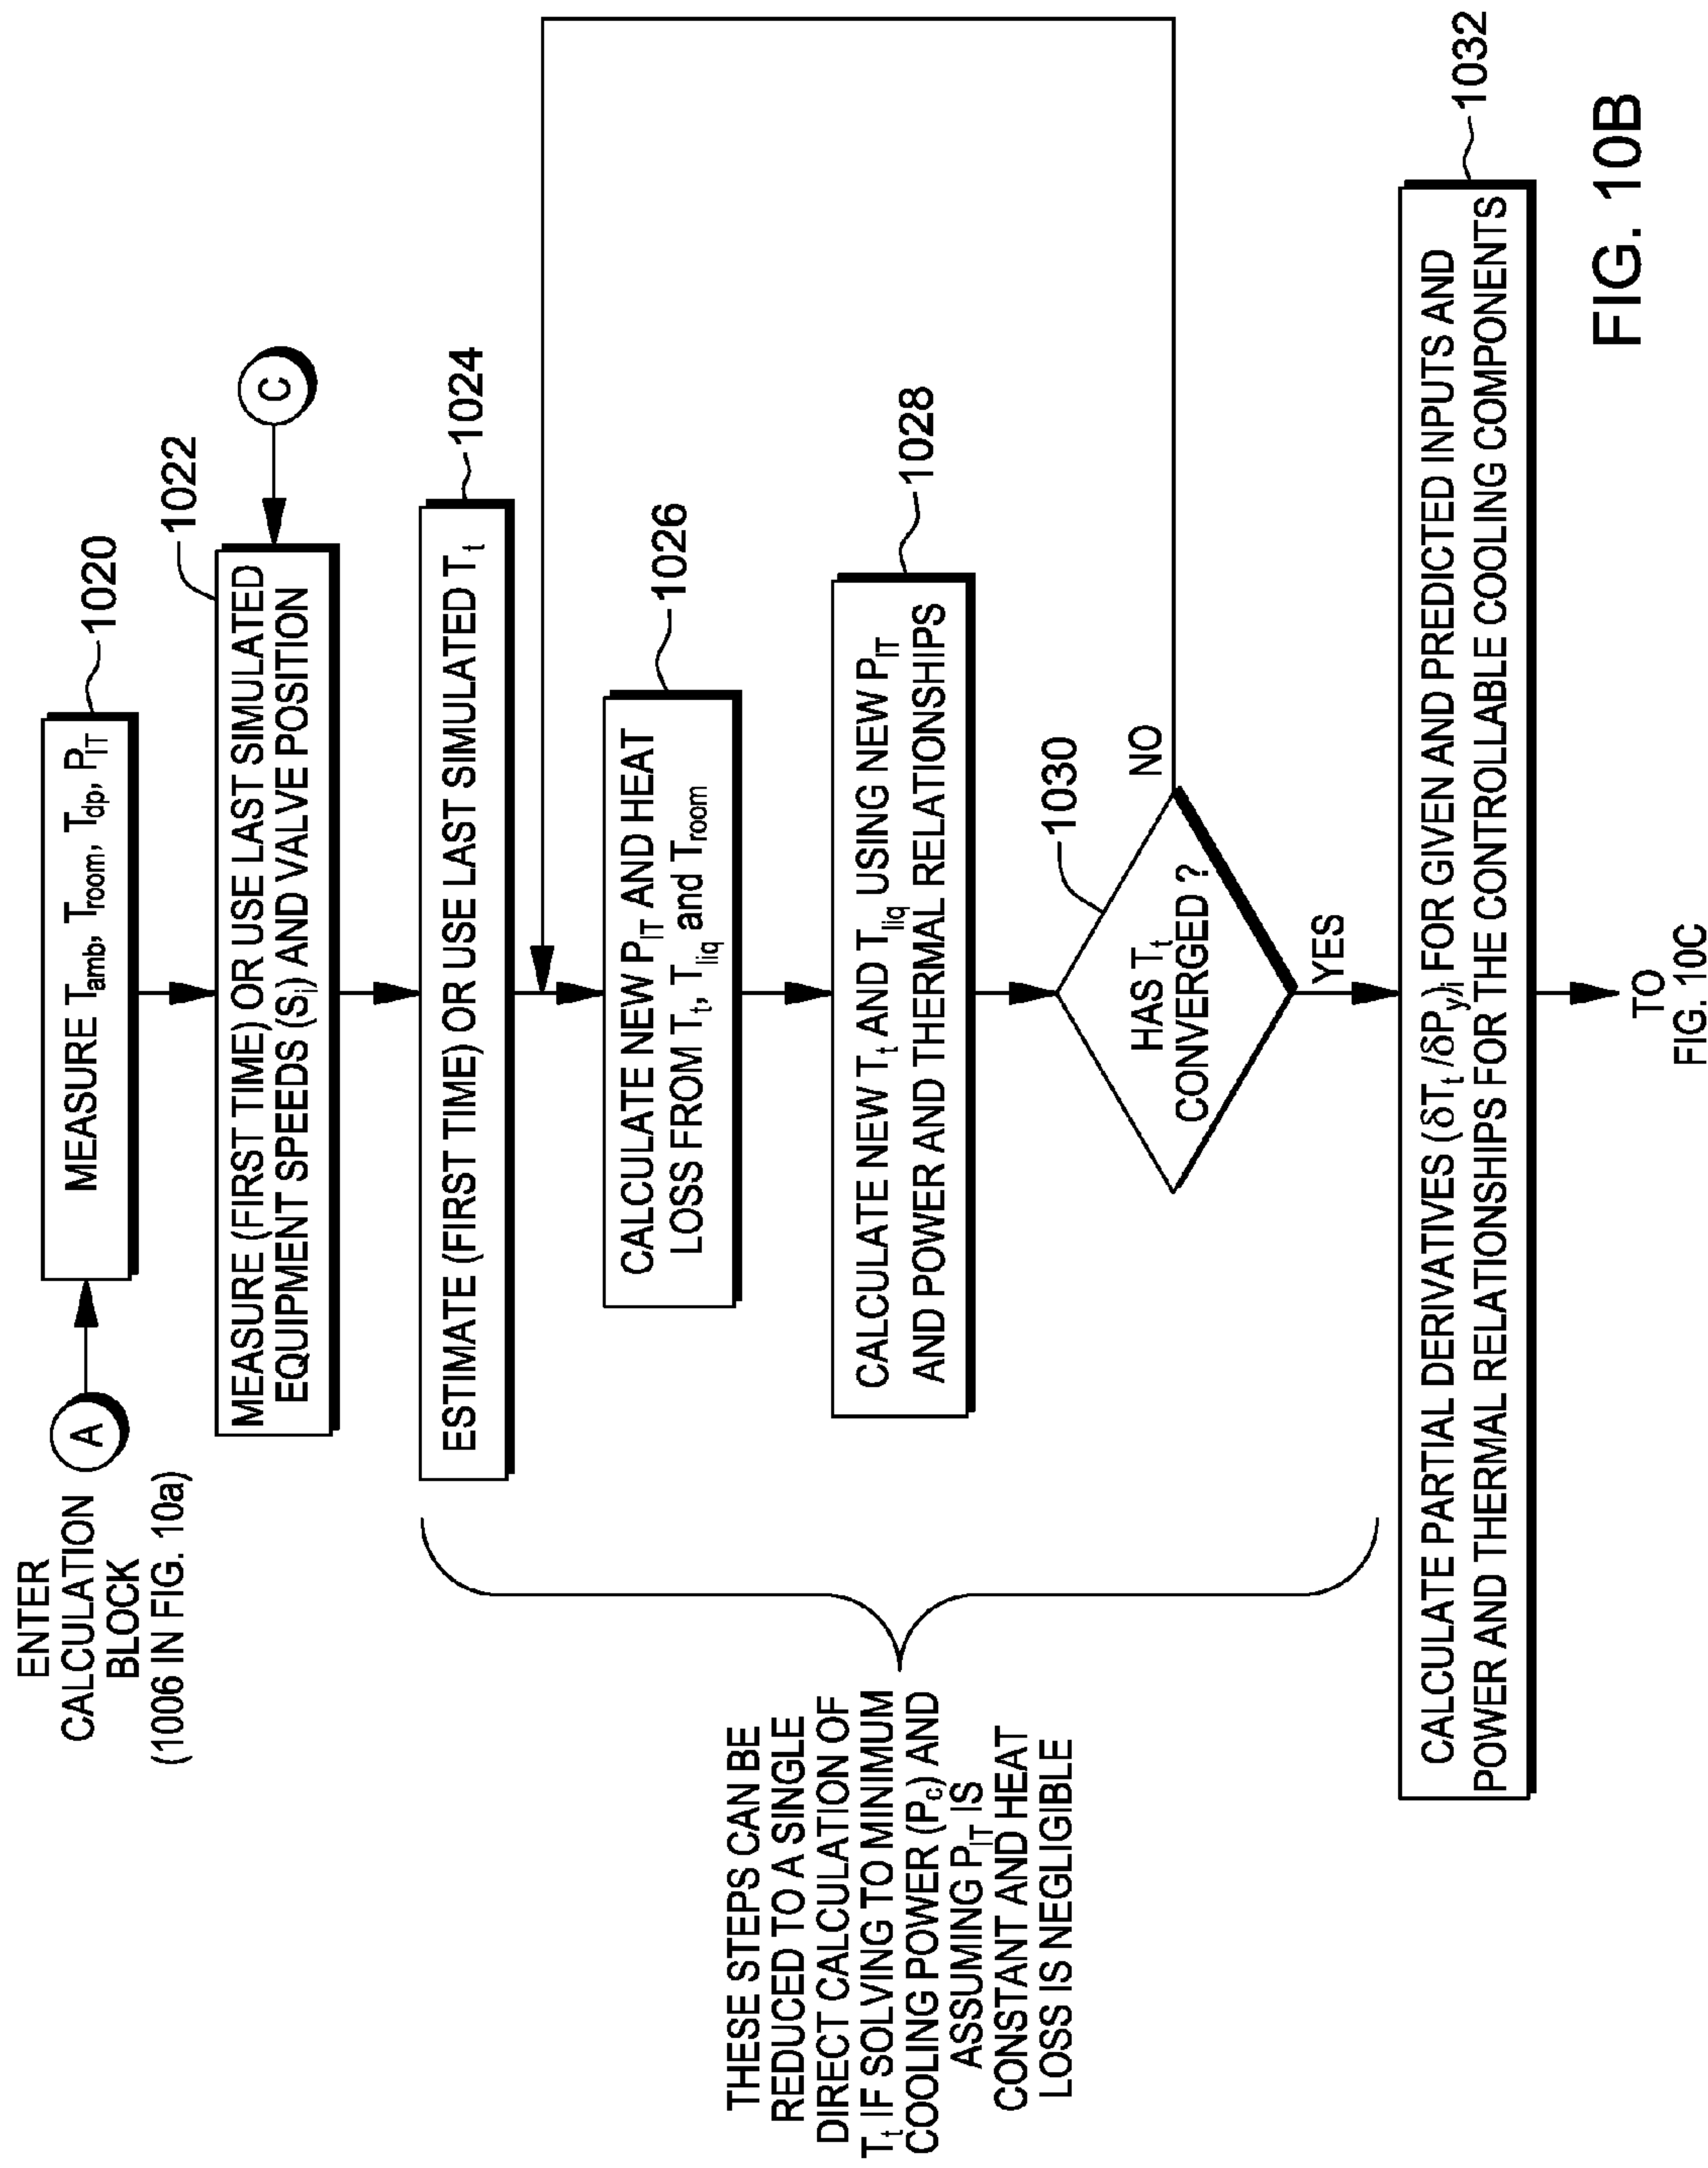 ENTER
CALCULATION
BLOCK
(1006 IN FIG. 10a)
A
MEASURE T_amb, T_room, T_dp, P_IT
1020
MEASURE (FIRST TIME) OR USE LAST SIMULATED
EQUIPMENT SPEEDS (S_i) AND VALVE POSITION
1022
C
ESTIMATE (FIRST TIME) OR USE LAST SIMULATED T_t
1024
CALCULATE NEW P_IT AND HEAT
LOSS FROM T_t, T_liq and T_room
1026
CALCULATE NEW T_t AND T_liq USING NEW P_IT
AND POWER AND THERMAL RELATIONSHIPS
1028
HAS T_t
CONVERGED ?
1030
NO
YES
THESE STEPS CAN BE
REDUCED TO A SINGLE
DIRECT CALCULATION OF
T_t IF SOLVING TO MINIMUM
COOLING POWER (P_c) AND
ASSUMING P_IT IS
CONSTANT AND HEAT
LOSS IS NEGLIGIBLE
CALCULATE PARTIAL DERIVATIVES (δT_t /δP_y)_i FOR GIVEN AND PREDICTED INPUTS AND
POWER AND THERMAL RELATIONSHIPS FOR THE CONTROLLABLE COOLING COMPONENTS
1032
TO
FIG. 10C
FIG. 10B